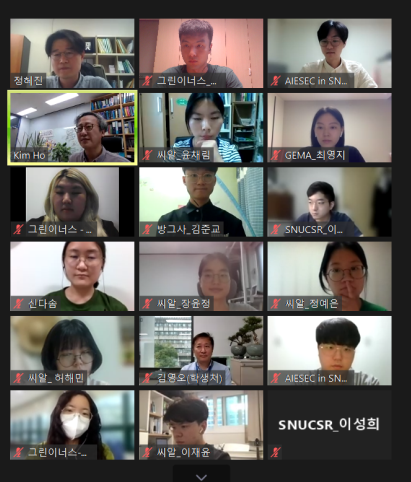 정혁진
그린이너스_...
AIESEC in SN...
Kim Ho
씨알_윤채림
GEMA_최영지
그린이너스 - ...
방그사_김준교
SNUCSR_이...
신다솜
씨알_장윤정
씨알_정예은
씨알_ 허해민
김영오(학생처)
AIESEC in SN...
그린이너스-...
씨알_이재윤
SNUCSR_이성희